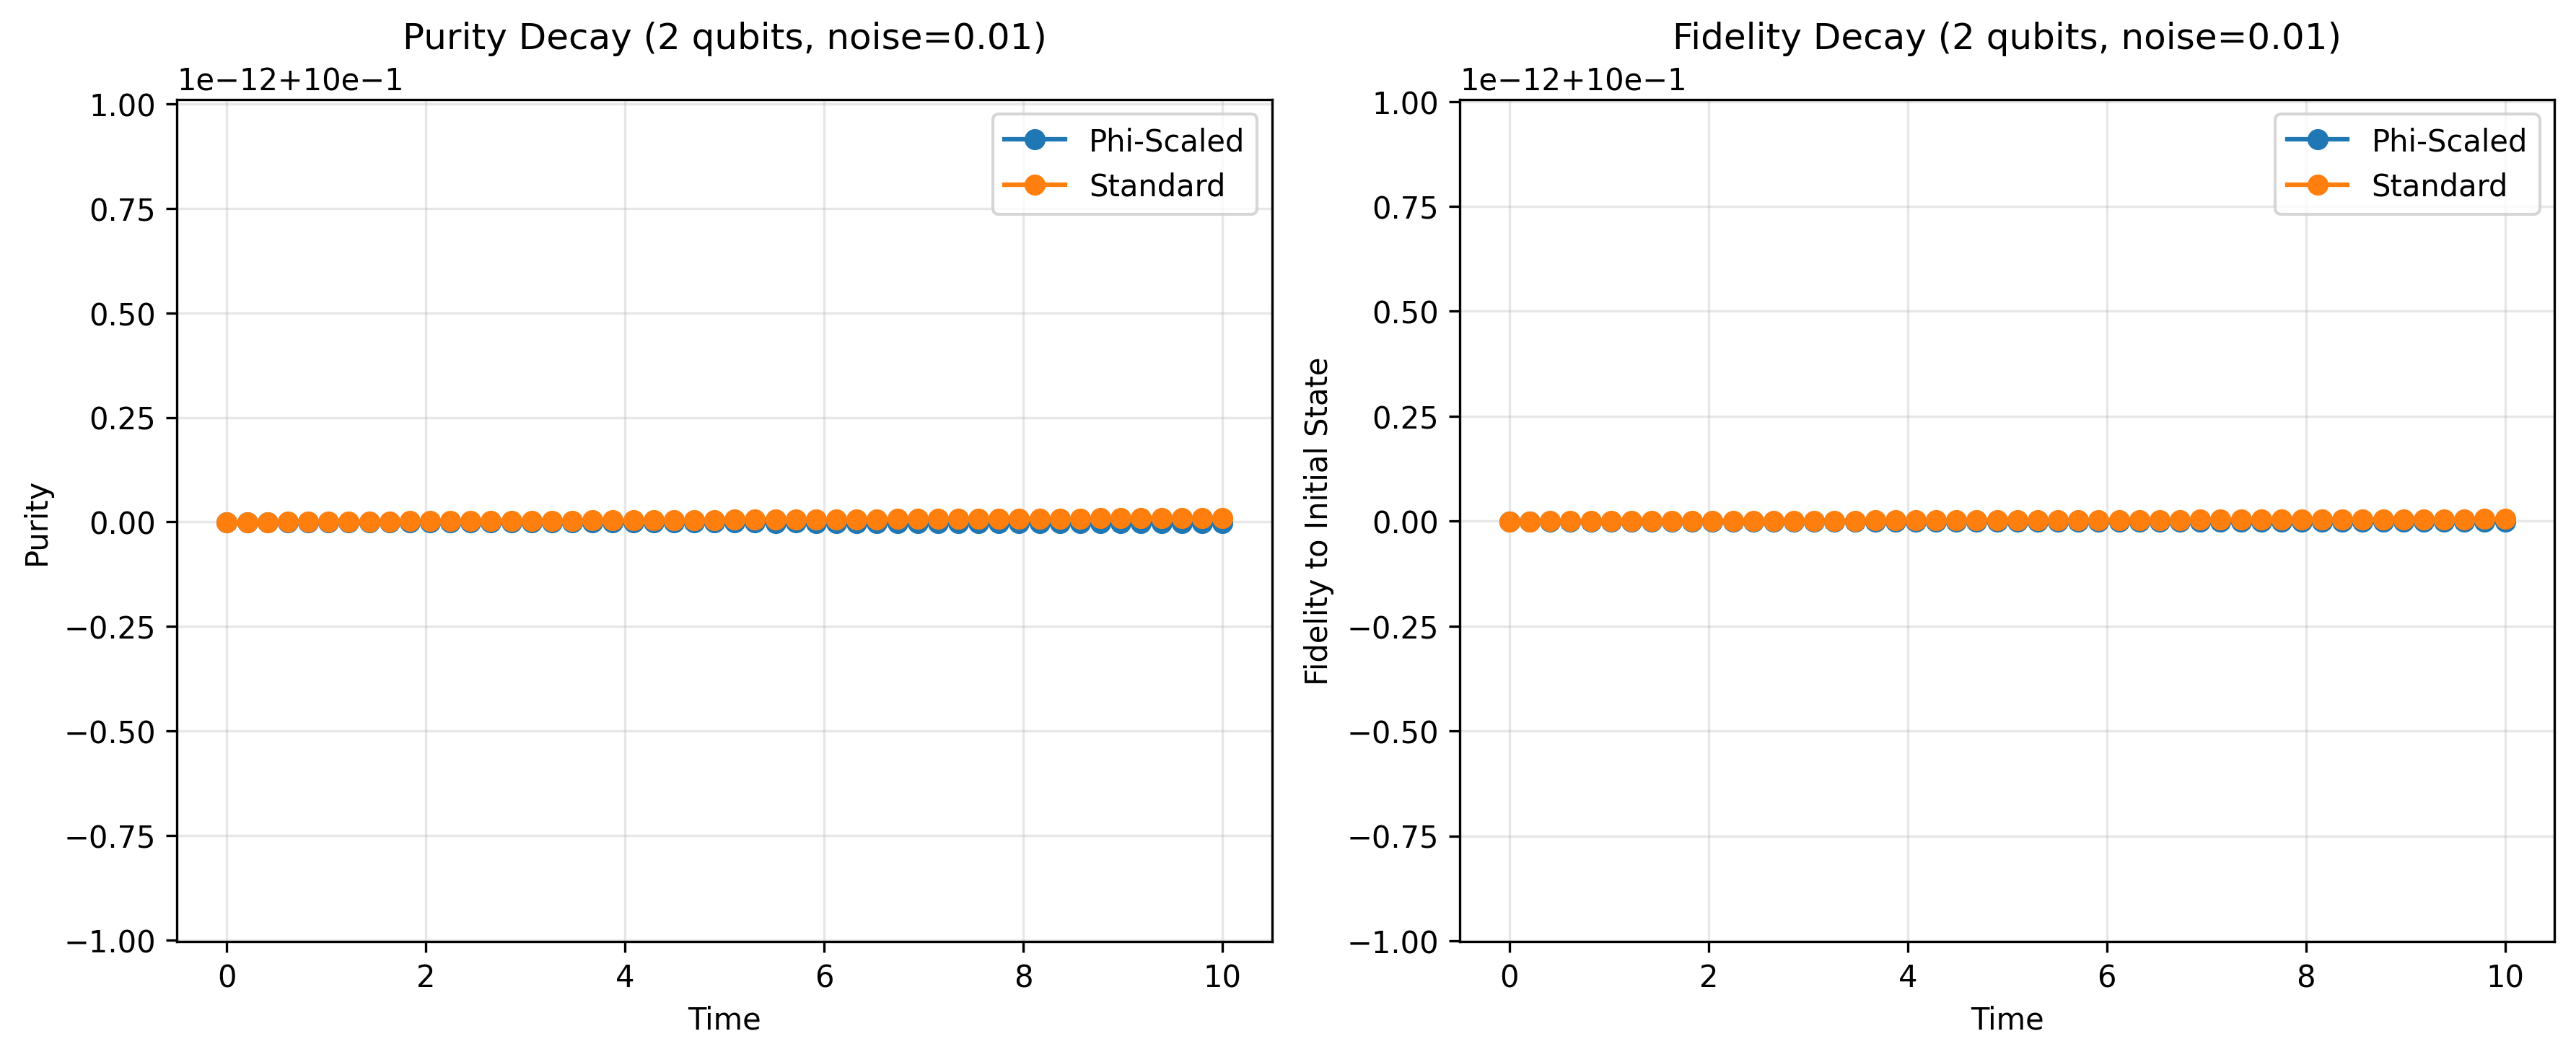 Purity Decay (2 qubits, noise=0.01)
1e−12+10e−1
1.00
0.75
0.50
0.25
0.00
−0.25
−0.50
−0.75
−1.00
Purity
0 2 4 6 8 10
Time
Phi-Scaled
Standard
Fidelity Decay (2 qubits, noise=0.01)
1e−12+10e−1
1.00
0.75
0.50
0.25
0.00
−0.25
−0.50
−0.75
−1.00
Fidelity to Initial State
0 2 4 6 8 10
Time
Phi-Scaled
Standard